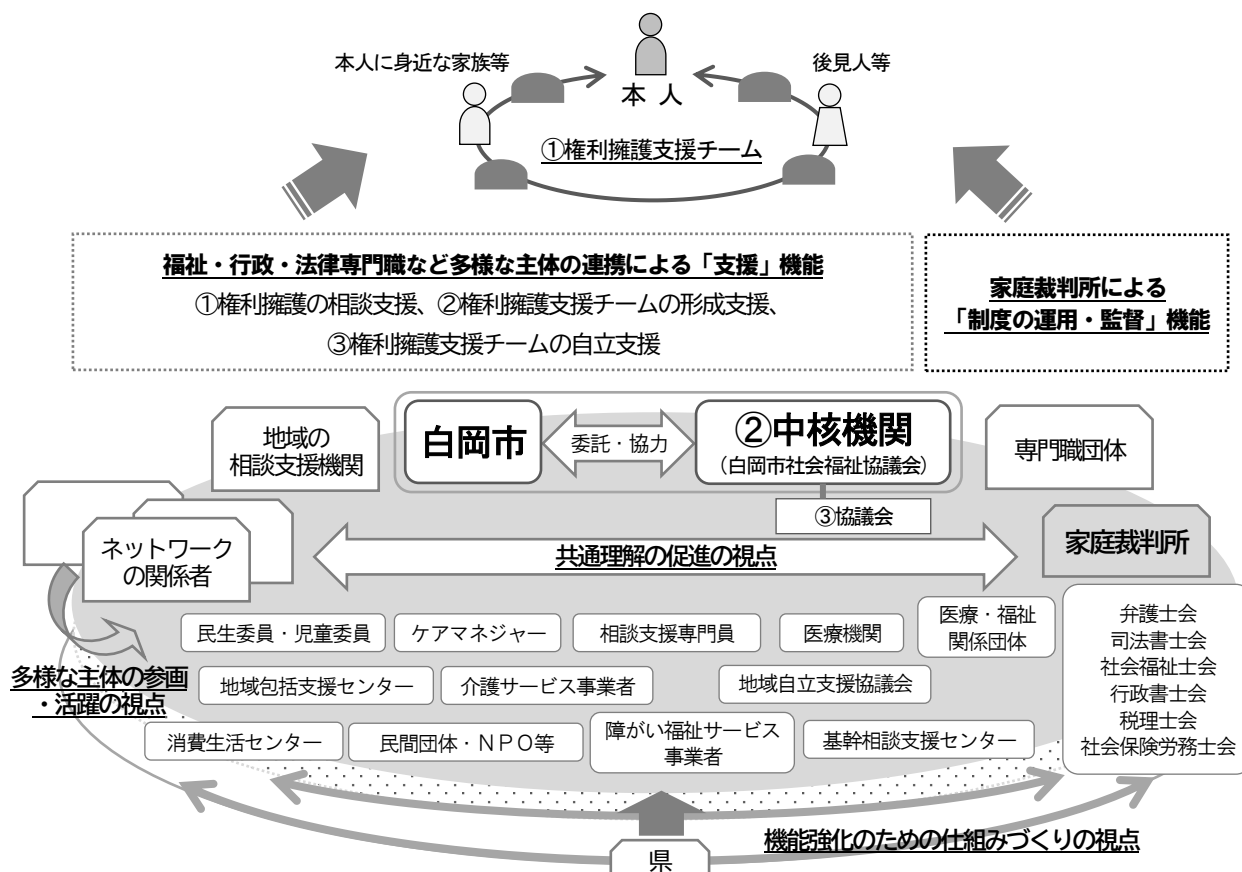 本人に身近な家族等
後見人等
本 人
①権利擁護支援チーム
福祉・行政・法律専門職など多様な主体の連携による「支援」機能
①権利擁護の相談支援、②権利擁護支援チームの形成支援、
③権利擁護支援チームの自立支援
家庭裁判所による
「制度の運用・監督」機能
地域の
相談支援機関
白岡市
委託・協力
②中核機関
（白岡市社会福祉協議会）
専門職団体
③協議会
ネットワーク
の関係者
共通理解の促進の視点
家庭裁判所
民生委員・児童委員
ケアマネジャー
相談支援専門員
医療機関
医療・福祉
関係団体
弁護士会
司法書士会
社会福祉士会
行政書士会
税理士会
社会保険労務士会
多様な主体の参画
・活躍の視点
地域包括支援センター
介護サービス事業者
地域自立支援協議会
消費生活センター
民間団体・ＮＰＯ等
障がい福祉サービス
事業者
基幹相談支援センター
機能強化のための仕組みづくりの視点
県